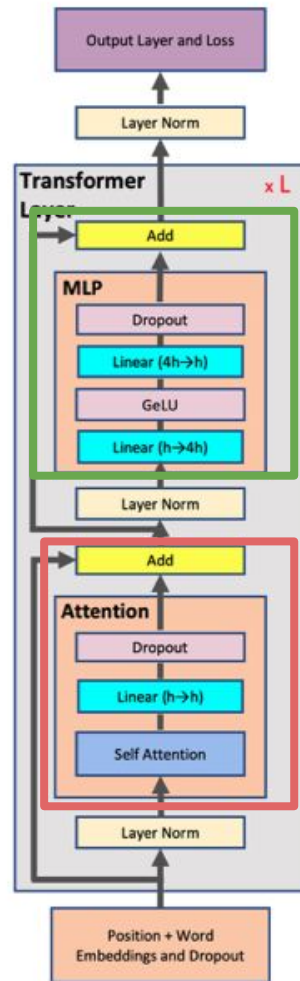 Output Layer and Loss
Layer Norm
Transformer
Layer
x L
Add
MLP
Dropout
Linear (4h→h)
GeLU
Linear (h→4h)
Layer Norm
Add
Attention
Dropout
Linear (h→h)
Self Attention
Layer Norm
Position + Word
Embeddings and Dropout